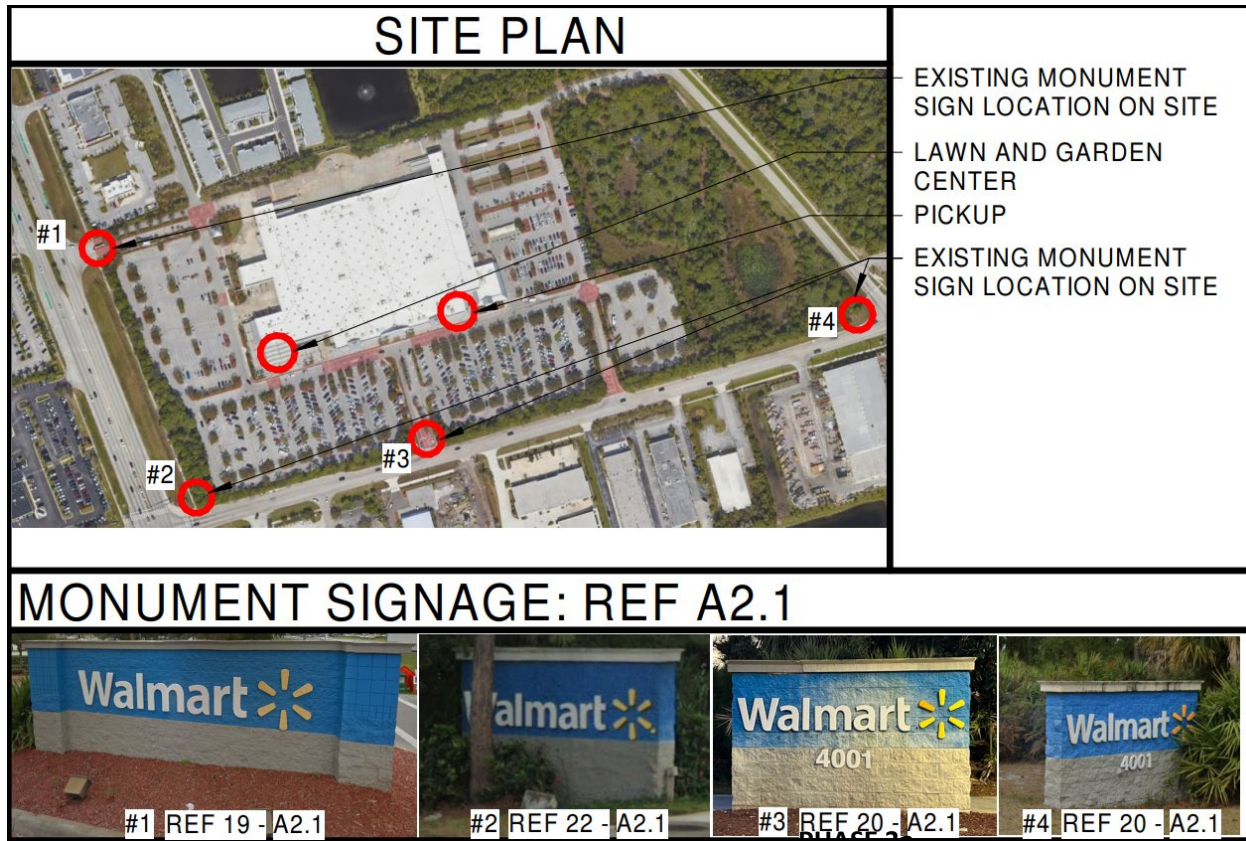 SITE PLAN
EXISTING MONUMENT
SIGN LOCATION ON SITE
LAWN AND GARDEN
CENTER
PICKUP
EXISTING MONUMENT
SIGN LOCATION ON SITE
#1
#4
#3
#2
MONUMENT SIGNAGE: REF A2.1
Walmart
#1 REF 19 - A2.1
Walmart
#2 REF 22 - A2.1
Walmart
4001
#3 REF 20 - A2.1
Walmart
4001
#4 REF 20 - A2.1